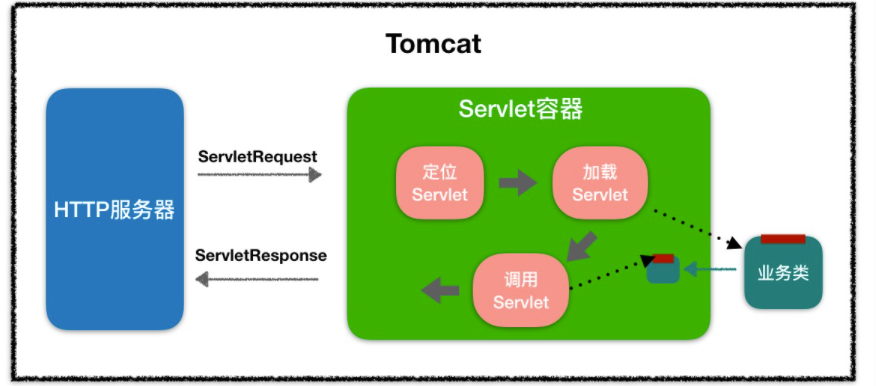 Tomcat
Servlet容器
HTTP服务器
ServletRequest
ServletResponse
定位
Servlet
加载
Servlet
调用
Servlet
业务类